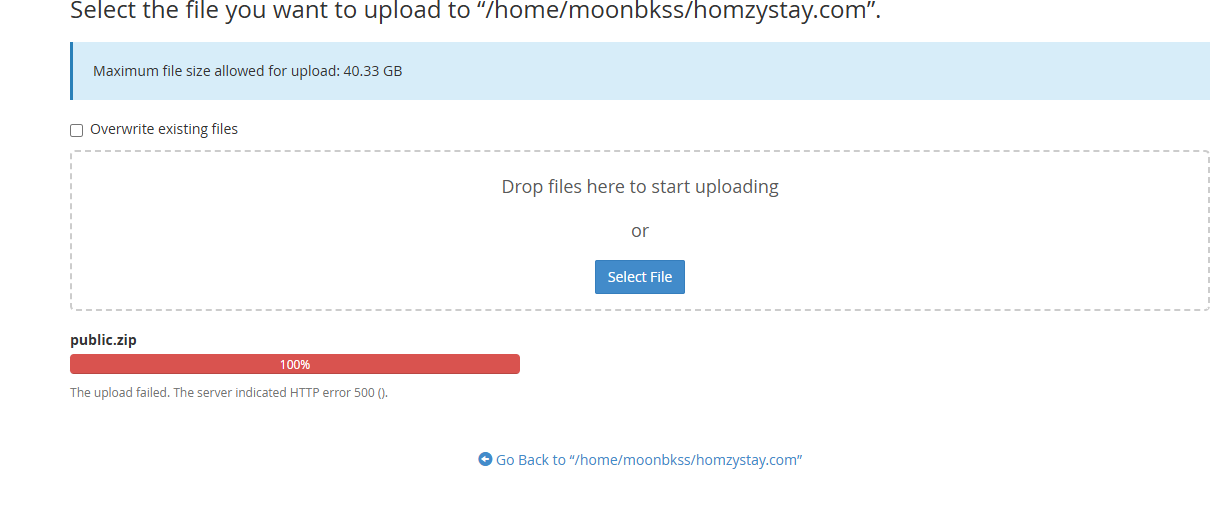 Select the file you want to upload to “/home/moonbkss/homzystay.com”.
Maximum file size allowed for upload: 40.33 GB
Overwrite existing files
Drop files here to start uploading
or
Select File
public.zip
100%
The upload failed. The server indicated HTTP error 500 ().
Go Back to “/home/moonbkss/homzystay.com”